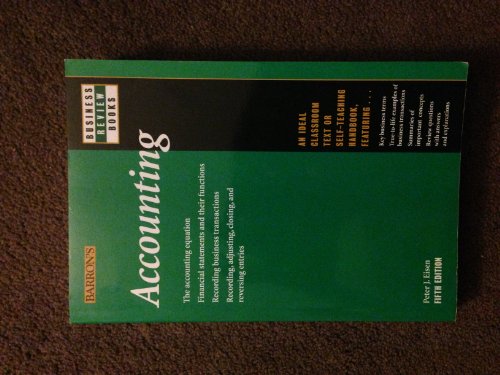 BARRON'S
BUSINESS
REVIEW
BOOKS
Accounting
The accounting equation
Financial statements and their functions
Recording business transactions
Recording, adjusting, closing, and
reversing entries
AN IDEAL
CLASSROOM
TEXT OR
SELF-TEACHING
HANDBOOK,
FEATURING . . .
Key business terms
True-to-life examples of
business transactions
Summaries of
important concepts
Review questions
with answers
and explanations
Peter J. Eisen
FIFTH EDITION